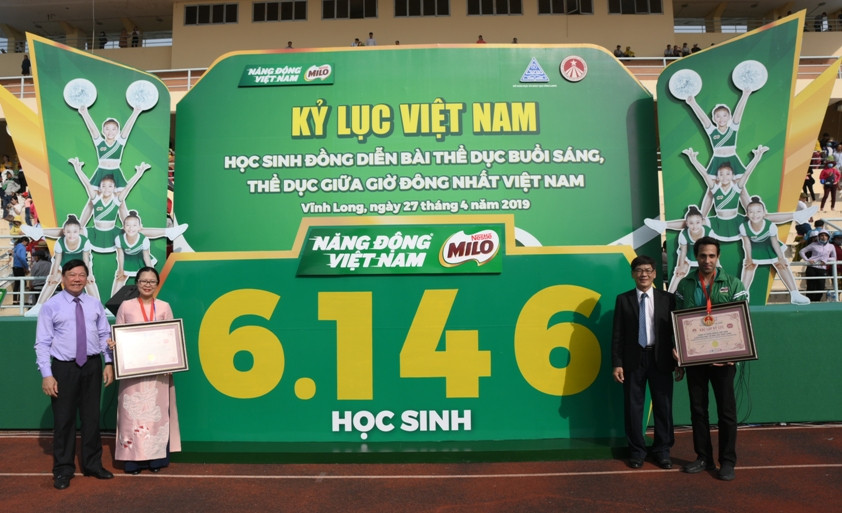 NĂNG ĐỘNG
VIỆT NAM
MILO
KỶ LỤC VIỆT NAM
HỌC SINH ĐỒNG DIỄN BÀI THỂ DỤC BUỔI SÁNG,
THỂ DỤC GIỮA GIỜ ĐÔNG NHẤT VIỆT NAM
Vĩnh Long, ngày 27 tháng 4 năm 2019
NĂNG ĐỘNG
VIỆT NAM
Nestlé
MILO
6.146
HỌC SINH